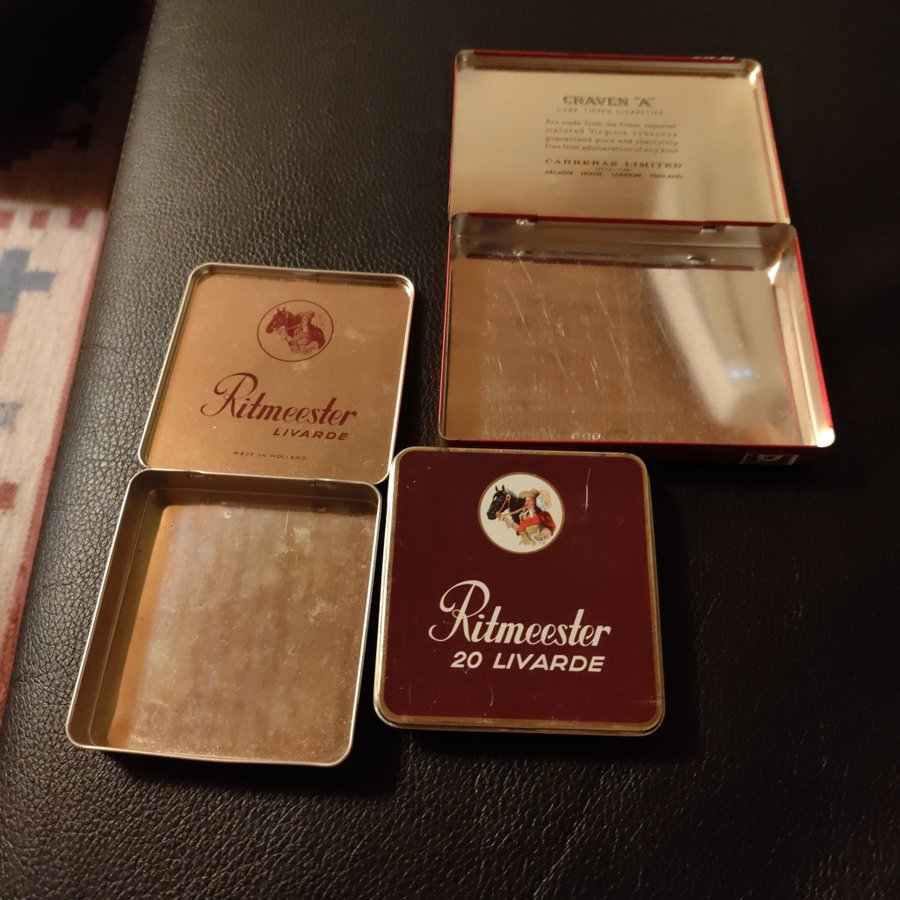 CRAVEN "A"
CORK TIPPED CIGARETTES
Are made from the finest imported
matured Virginia tobaccos
guaranteed pure and absolutely
free from adulteration of any kind
CARRERAS LIMITED
ARCADIA HOUSE, LONDON, ENGLAND.
Ritmeester
LIVARDE
MADE IN HOLLAND
Ritmeester
20 LIVARDE